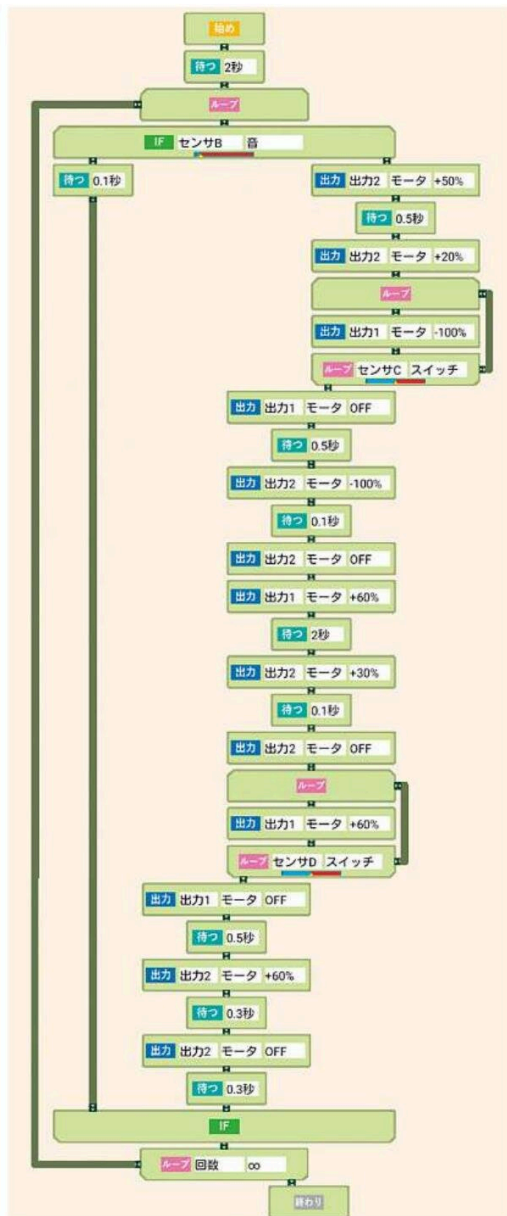 始め
待つ 2秒
ループ
IF センサB 音
待つ 0.1秒
出力 出力2 モータ +50%
待つ 0.5秒
出力 出力2 モータ +20%
ループ
出力 出力1 モータ -100%
ループ センサC スイッチ
出力 出力1 モータ OFF
待つ 0.5秒
出力 出力2 モータ -100%
待つ 0.1秒
出力 出力2 モータ OFF
出力 出力1 モータ +60%
待つ 2秒
出力 出力2 モータ +30%
待つ 0.1秒
出力 出力2 モータ OFF
ループ
出力 出力1 モータ +60%
ループ センサD スイッチ
出力 出力1 モータ OFF
待つ 0.5秒
出力 出力2 モータ +60%
待つ 0.3秒
出力 出力2 モータ OFF
待つ 0.3秒
IF
ループ 回数 ∞
終わり